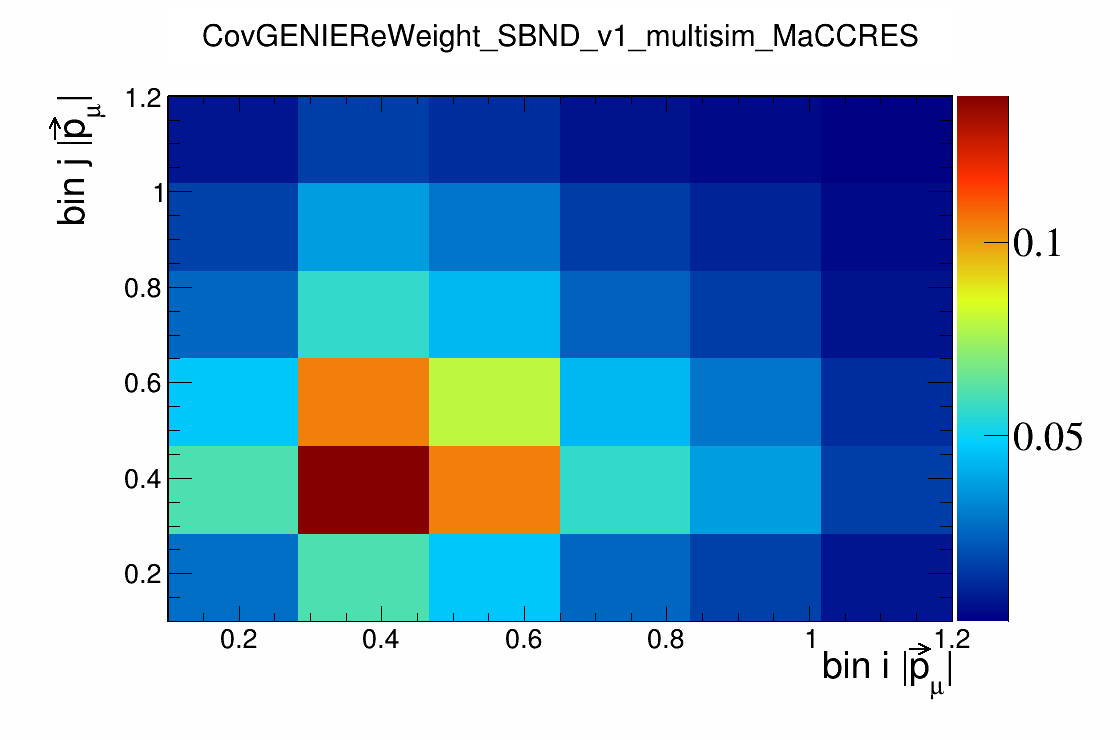 CovGENIEReWeight_SBND_v1_multisim_MaCCRES
bin j |p⃗μ|
1.2
1
0.8
0.6
0.4
0.2
0.2 0.4 0.6 0.8 1 1.2
bin i |p⃗μ|
0.1
0.05